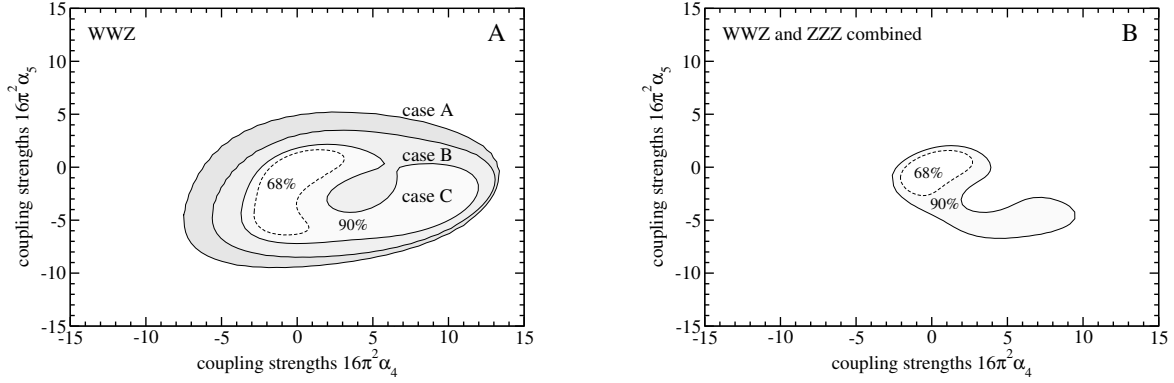 WWZ
A
case A
case B
case C
68%
90%
15
10
5
0
-5
-10
-15
-15
-10
-5
0
5
10
15
coupling strengths 16π²α₅
coupling strengths 16π²α₄
WWZ and ZZZ combined
B
68%
90%
15
10
5
0
-5
-10
-15
-15
-10
-5
0
5
10
15
coupling strengths 16π²α₅
coupling strengths 16π²α₄